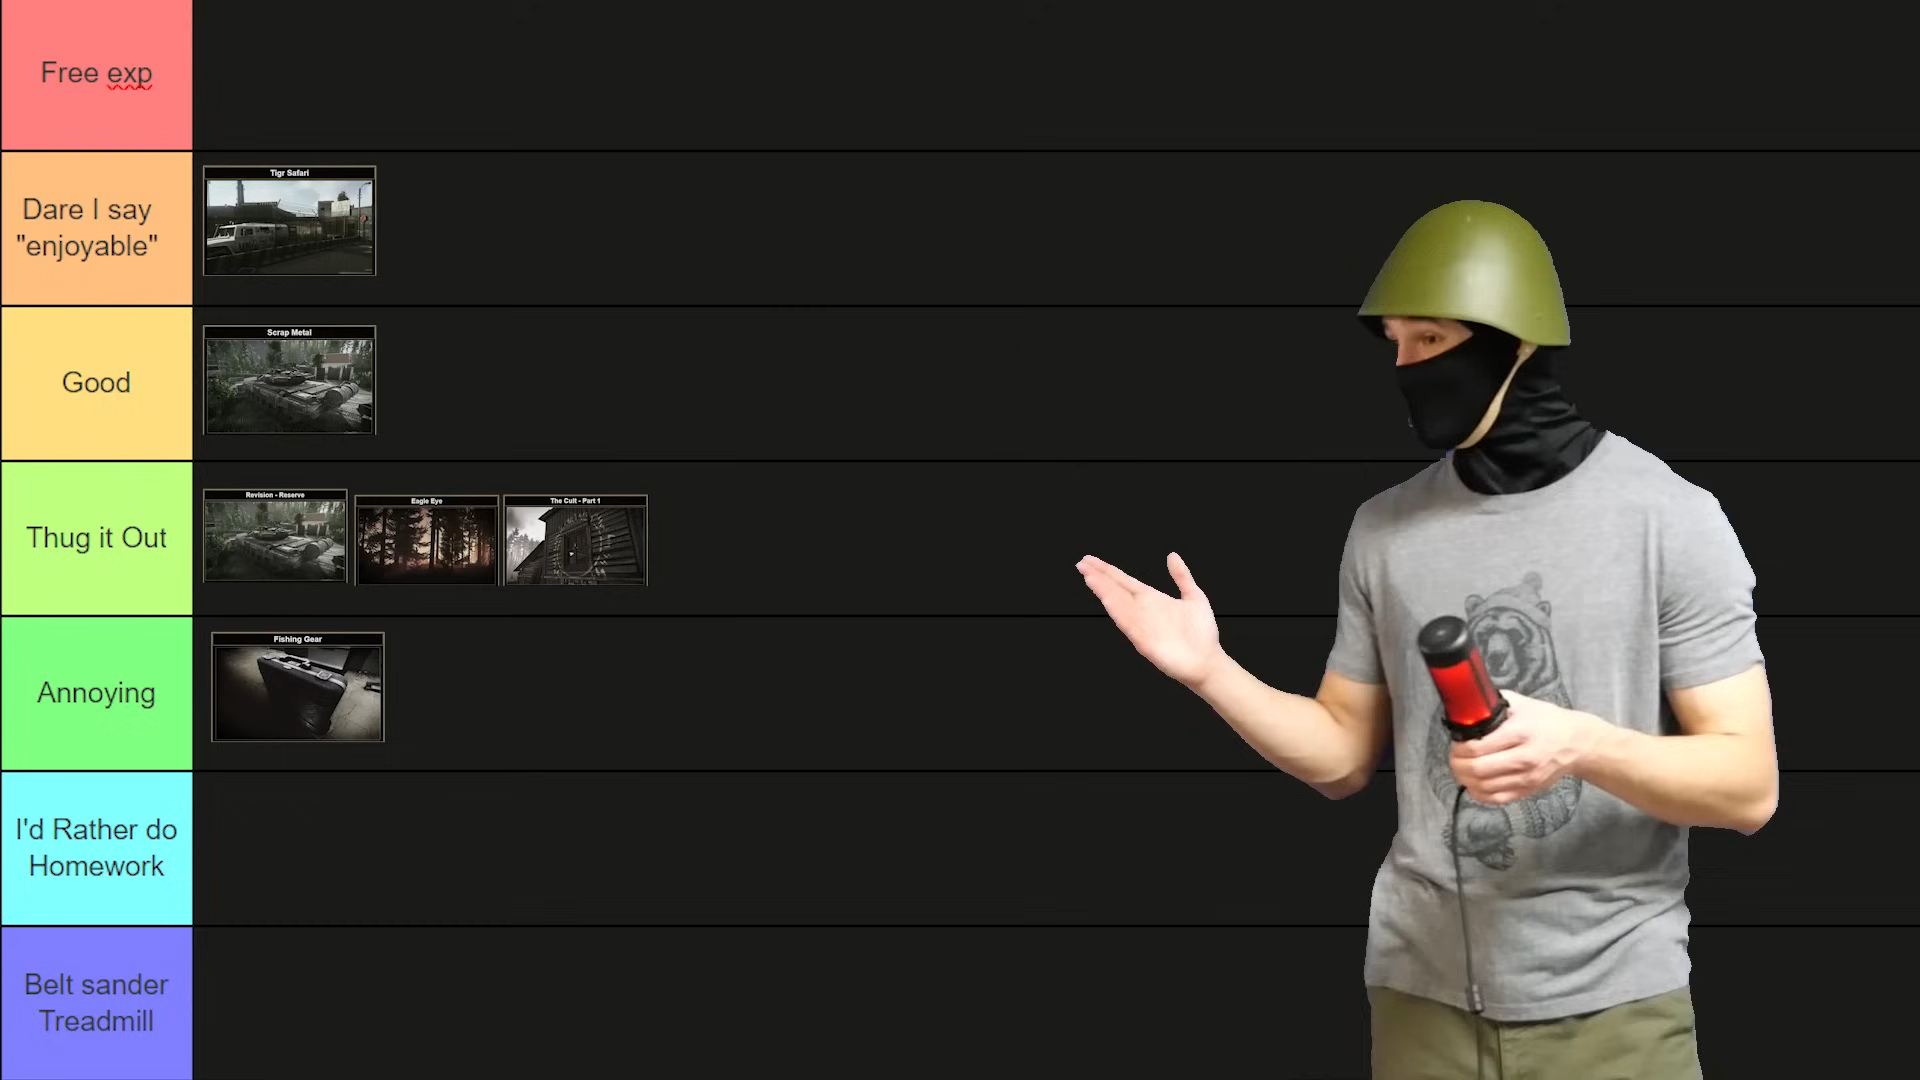 Free exp
Dare I say
"enjoyable"
Tigr Safari
Good
Scrap Metal
Thug it Out
Revision - Reserve
Eagle Eye
The Cult - Part 1
Annoying
Fishing Gear
I'd Rather do
Homework
Belt sander
Treadmill